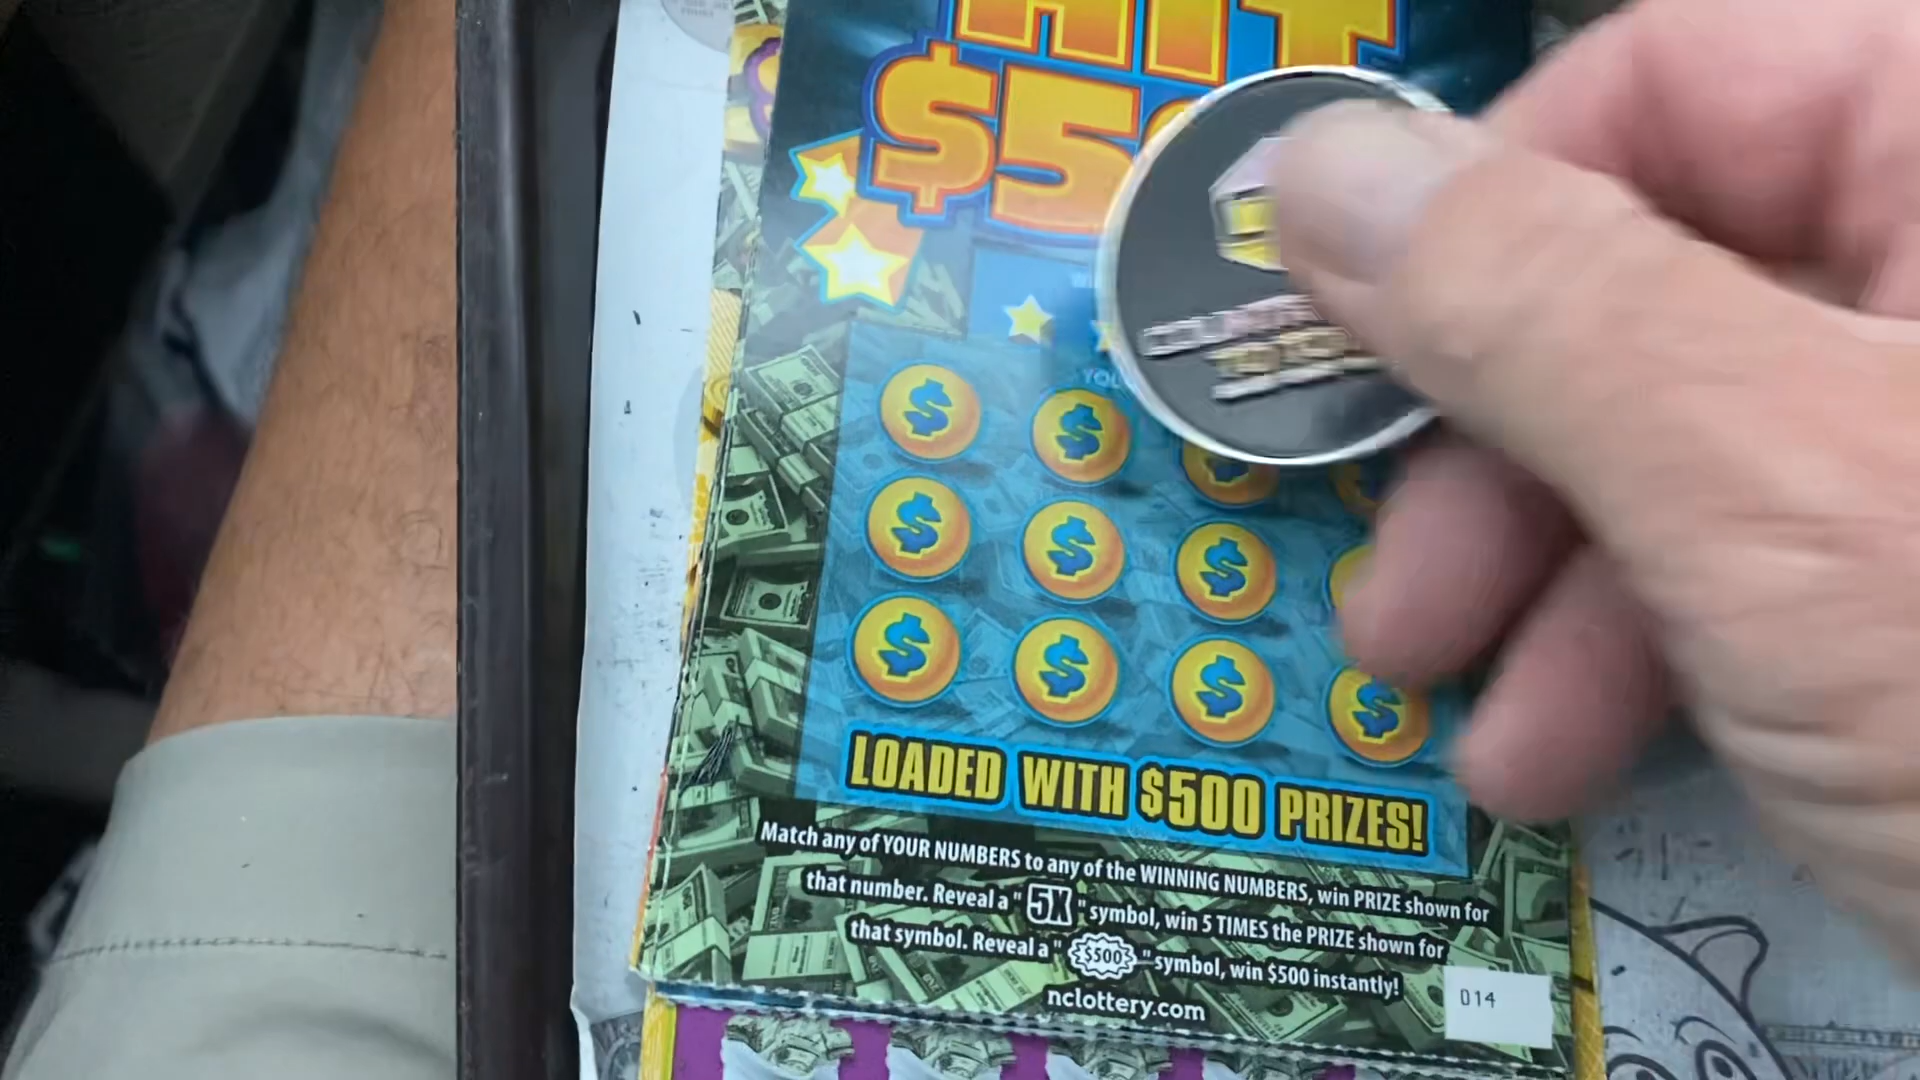 HIT
$5
LOADED WITH $500 PRIZES!
Match any of YOUR NUMBERS to any of the WINNING NUMBERS, win PRIZE shown for
that number. Reveal a "5X" symbol, win 5 TIMES the PRIZE shown for
that symbol. Reveal a "$500" symbol, win $500 instantly!
nclottery.com
014